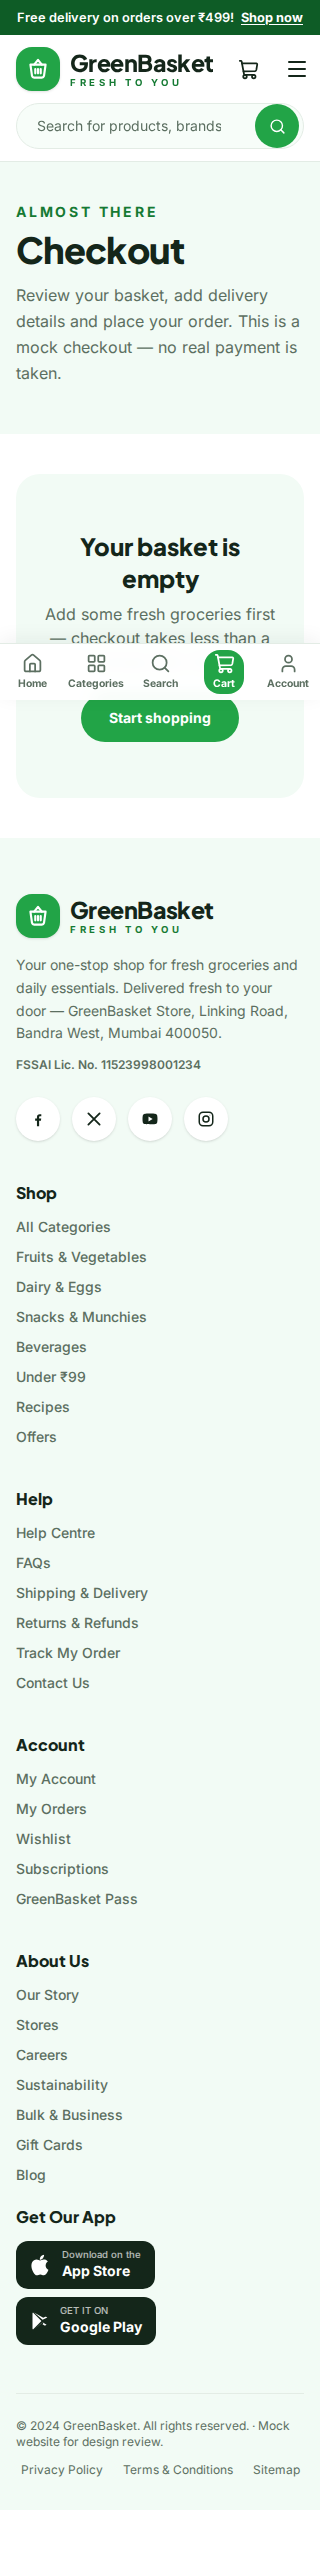 Free delivery on orders over ₹499! Shop now
GreenBasket
FRESH TO YOU
Search for products, brands
ALMOST THERE
Checkout
Review your basket, add delivery
details and place your order. This is a
mock checkout — no real payment is
taken.
Your basket is
empty
Add some fresh groceries first
— checkout takes less than a
Home Categories Search Cart Account
Start shopping
GreenBasket
FRESH TO YOU
Your one-stop shop for fresh groceries and
daily essentials. Delivered fresh to your
door — GreenBasket Store, Linking Road,
Bandra West, Mumbai 400050.
FSSAI Lic. No. 11523998001234
Shop
All Categories
Fruits & Vegetables
Dairy & Eggs
Snacks & Munchies
Beverages
Under ₹99
Recipes
Offers
Help
Help Centre
FAQs
Shipping & Delivery
Returns & Refunds
Track My Order
Contact Us
Account
My Account
My Orders
Wishlist
Subscriptions
GreenBasket Pass
About Us
Our Story
Stores
Careers
Sustainability
Bulk & Business
Gift Cards
Blog
Get Our App
Download on the
App Store
GET IT ON
Google Play
© 2024 GreenBasket. All rights reserved. · Mock
website for design review.
Privacy Policy Terms & Conditions Sitemap